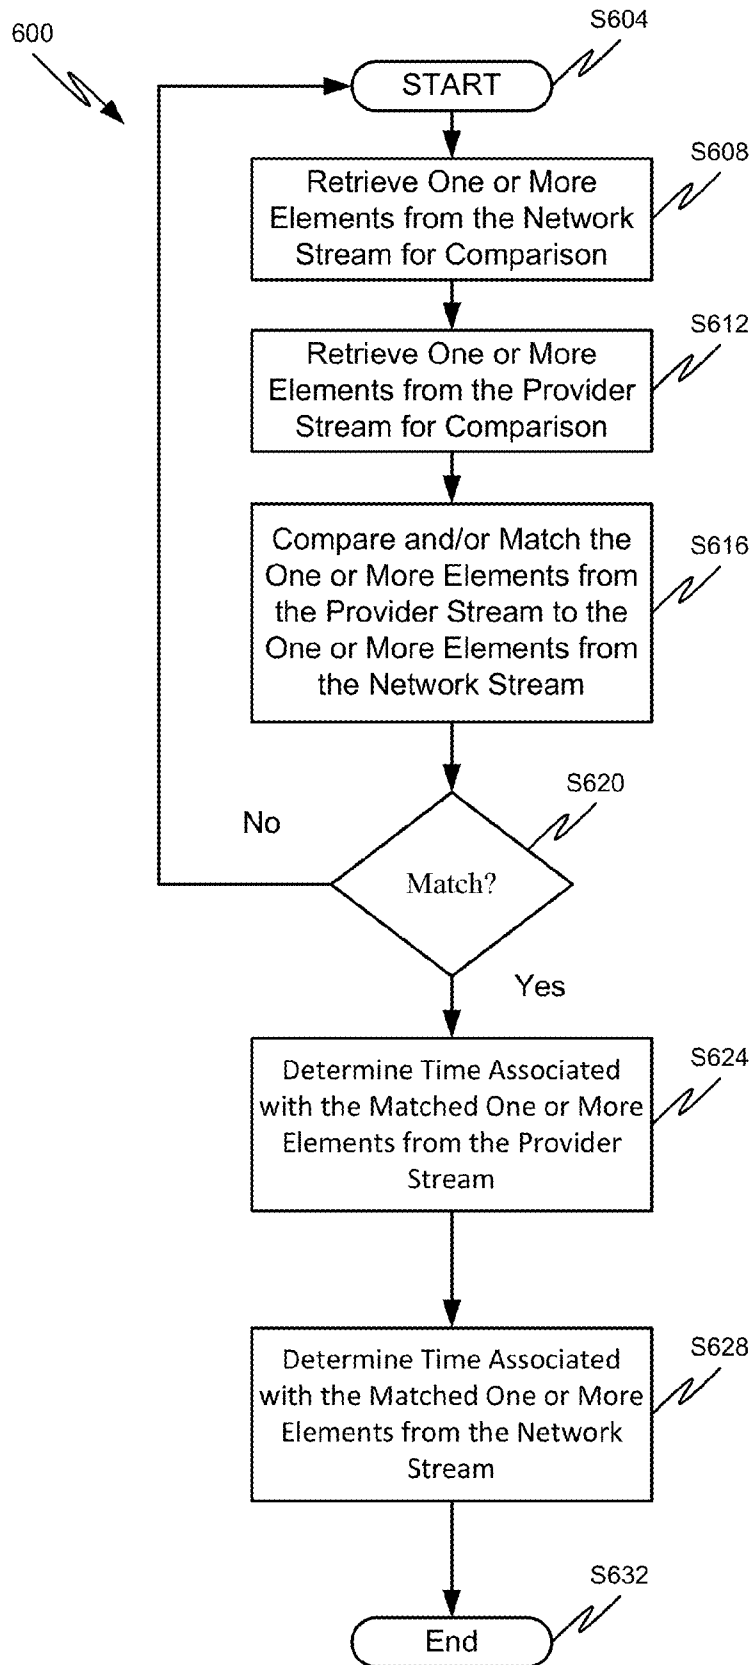 600
S604
START
S608
Retrieve One or More
Elements from the Network
Stream for Comparison
S612
Retrieve One or More
Elements from the Provider
Stream for Comparison
S616
Compare and/or Match the
One or More Elements from
the Provider Stream to the
One or More Elements from
the Network Stream
S620
No
Match?
Yes
S624
Determine Time Associated
with the Matched One or More
Elements from the Provider
Stream
S628
Determine Time Associated
with the Matched One or More
Elements from the Network
Stream
S632
End